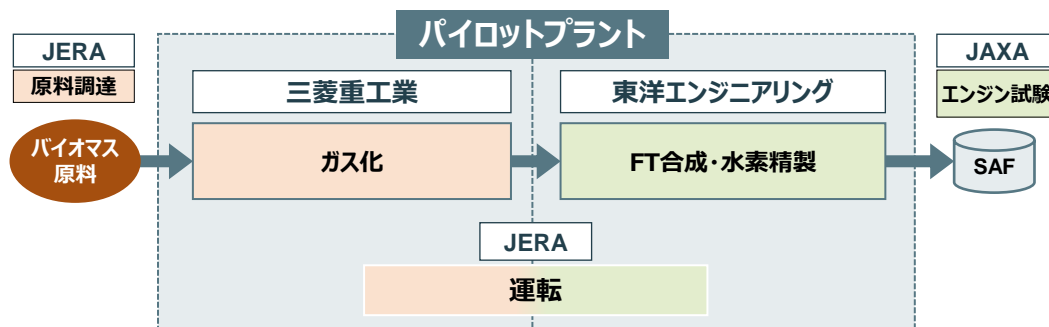 パイロットプラント
JERA
原料調達
三菱重工業
東洋エンジニアリング
JAXA
エンジン試験
バイオマス
原料
ガス化
FT合成・水素精製
SAF
JERA
運転